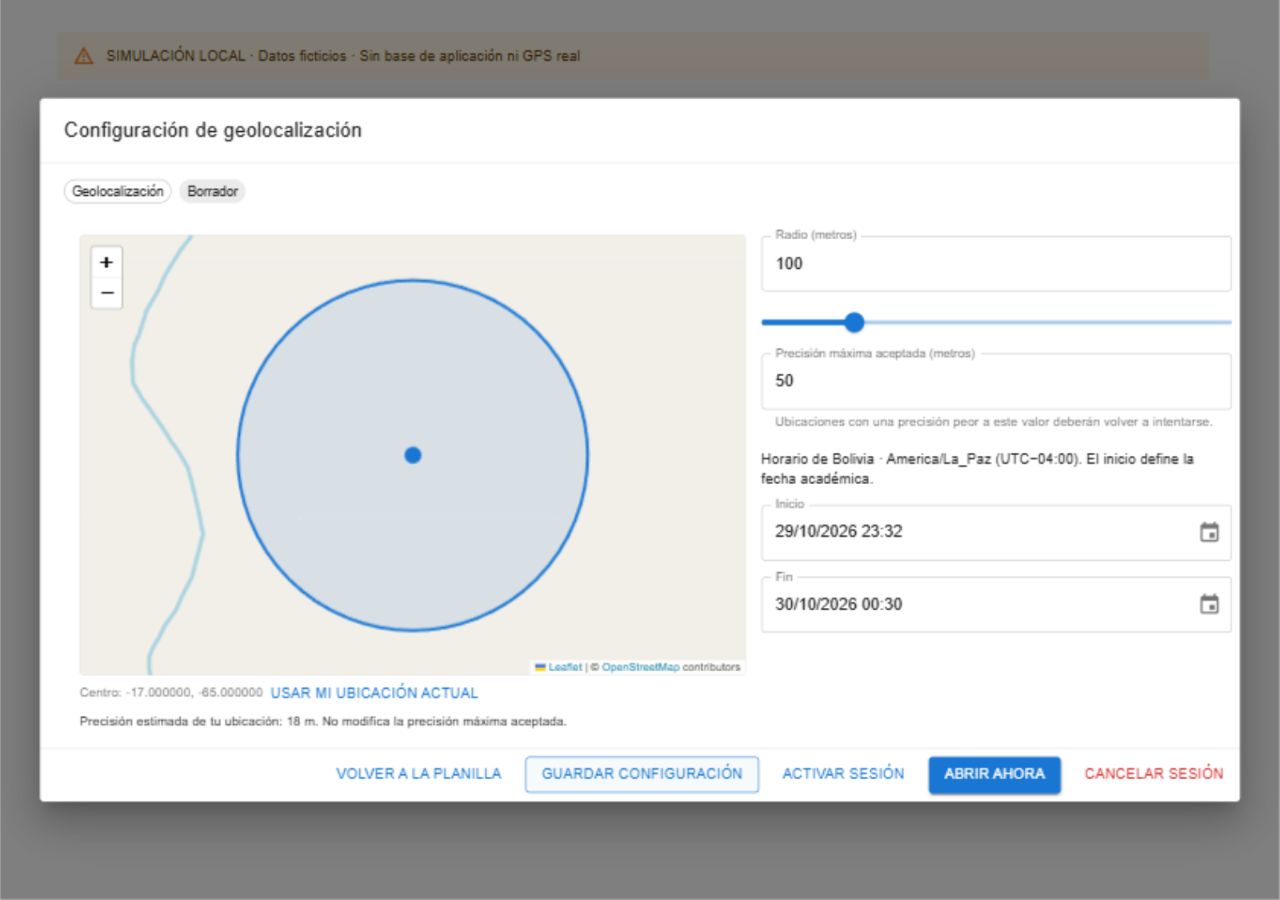 SIMULACIÓN LOCAL · Datos ficticios · Sin base de aplicación ni GPS real
Configuración de geolocalización
Geolocalización
Borrador
+
−
Leaflet | © OpenStreetMap contributors
Centro: -17.000000, -65.000000 USAR MI UBICACIÓN ACTUAL
Precisión estimada de tu ubicación: 18 m. No modifica la precisión máxima aceptada.
Radio (metros)
100
Precisión máxima aceptada (metros)
50
Ubicaciones con una precisión peor a este valor deberán volver a intentarse.
Horario de Bolivia · America/La_Paz (UTC−04:00). El inicio define la
fecha académica.
Inicio
29/10/2026 23:32
Fin
30/10/2026 00:30
VOLVER A LA PLANILLA
GUARDAR CONFIGURACIÓN
ACTIVAR SESIÓN
ABRIR AHORA
CANCELAR SESIÓN